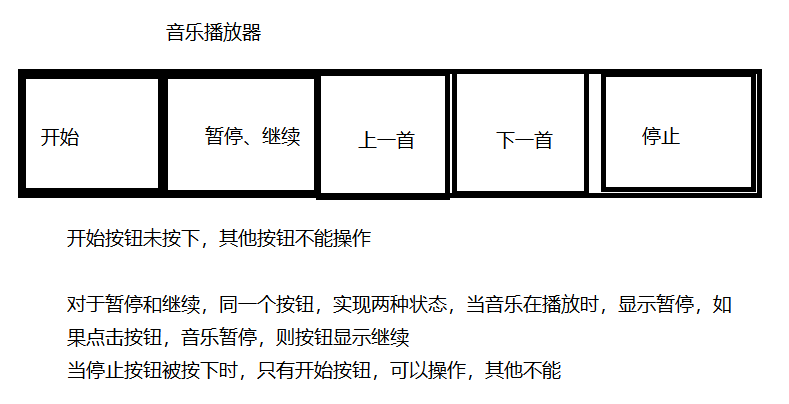 音乐播放器
开始
暂停、继续
上一首
下一首
停止
开始按钮未按下，其他按钮不能操作
对于暂停和继续，同一个按钮，实现两种状态，当音乐在播放时，显示暂停，如
果点击按钮，音乐暂停，则按钮显示继续
当停止按钮被按下时，只有开始按钮，可以操作，其他不能